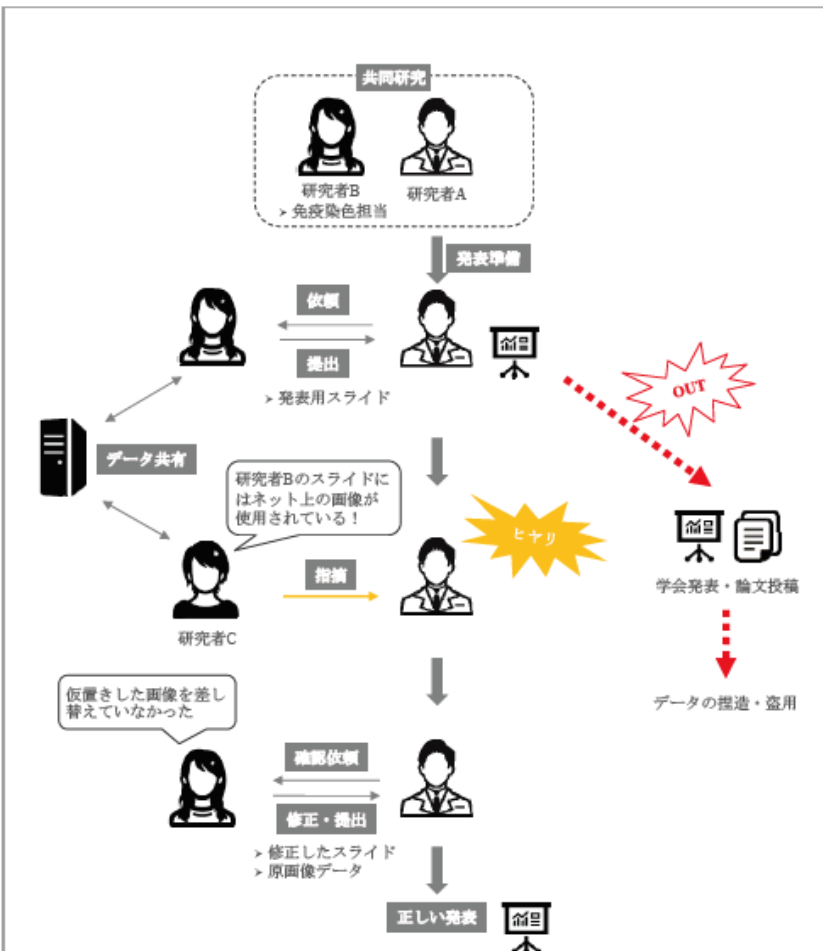 共同研究
研究者B
研究者A
➢ 免疫染色担当
発表準備
依頼
提出
➢ 発表用スライド
OUT
データ共有
研究者Bのスライドに
はネット上の画像が
使用されている！
ヒヤリ
指摘
研究者C
学会発表・論文投稿
データの捏造・盗用
仮置きした画像を差し
替えていなかった
確認依頼
修正・提出
➢ 修正したスライド
➢ 原画像データ
正しい発表